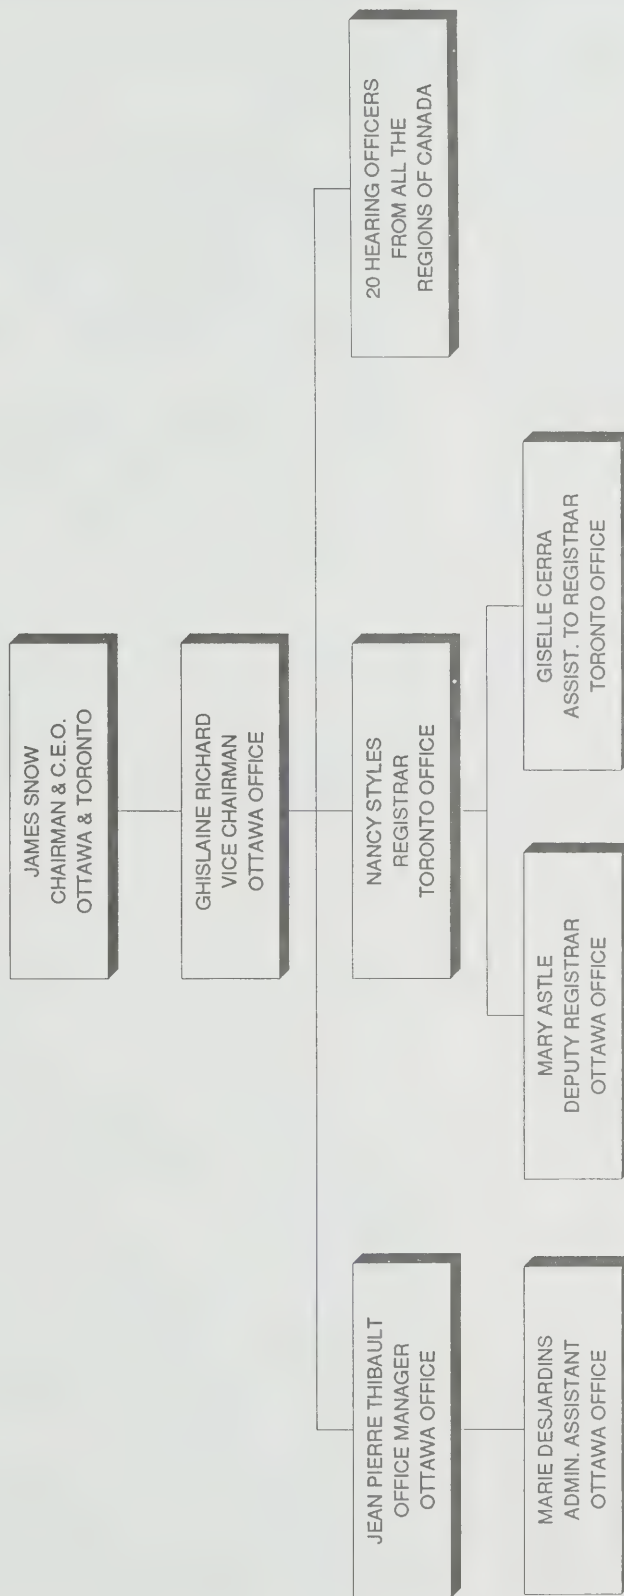 JAMES SNOW
CHAIRMAN & C.E.O.
OTTAWA & TORONTO
GHISLAINE RICHARD
VICE CHAIRMAN
OTTAWA OFFICE
JEAN PIERRE THIBAULT
OFFICE MANAGER
OTTAWA OFFICE
NANCY STYLES
REGISTRAR
TORONTO OFFICE
20 HEARING OFFICERS
FROM ALL THE
REGIONS OF CANADA
MARIE DESJARDINS
ADMIN. ASSISTANT
OTTAWA OFFICE
MARY ASTLE
DEPUTY REGISTRAR
OTTAWA OFFICE
GISELLE CERRA
ASSIST. TO REGISTRAR
TORONTO OFFICE